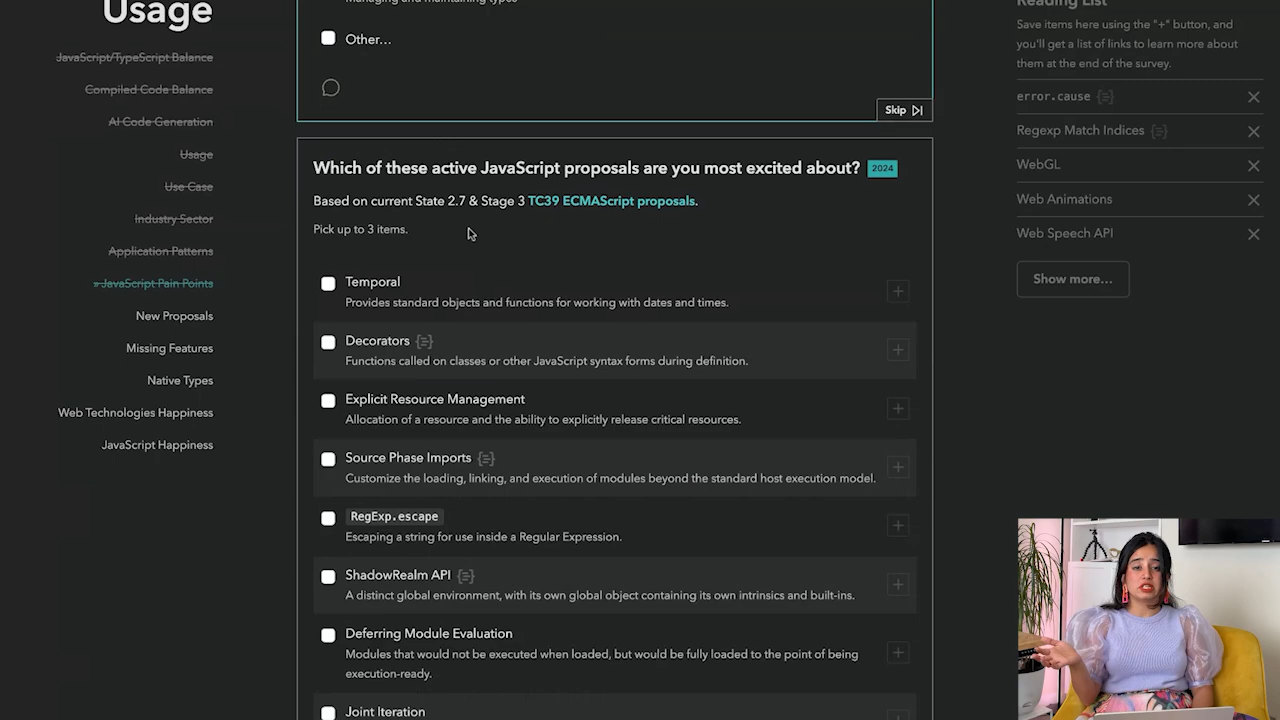 Usage
JavaScript/TypeScript Balance
Compiled Code Balance
AI Code Generation
Usage
Use Case
Industry Sector
Application Patterns
» JavaScript Pain Points
New Proposals
Missing Features
Native Types
Web Technologies Happiness
JavaScript Happiness
Managing and maintaining types
Other…
Skip
Which of these active JavaScript proposals are you most excited about? 2024
Based on current State 2.7 & Stage 3 TC39 ECMAScript proposals.
Pick up to 3 items.
Temporal
Provides standard objects and functions for working with dates and times.
Decorators
Functions called on classes or other JavaScript syntax forms during definition.
Explicit Resource Management
Allocation of a resource and the ability to explicitly release critical resources.
Source Phase Imports
Customize the loading, linking, and execution of modules beyond the standard host execution model.
RegExp.escape
Escaping a string for use inside a Regular Expression.
ShadowRealm API
A distinct global environment, with its own global object containing its own intrinsics and built-ins.
Deferring Module Evaluation
Modules that would not be executed when loaded, but would be fully loaded to the point of being
execution-ready.
Joint Iteration
Reading List
Save items here using the "+" button, and
you'll get a list of links to learn more about
them at the end of the survey.
error.cause
Regexp Match Indices
WebGL
Web Animations
Web Speech API
Show more…